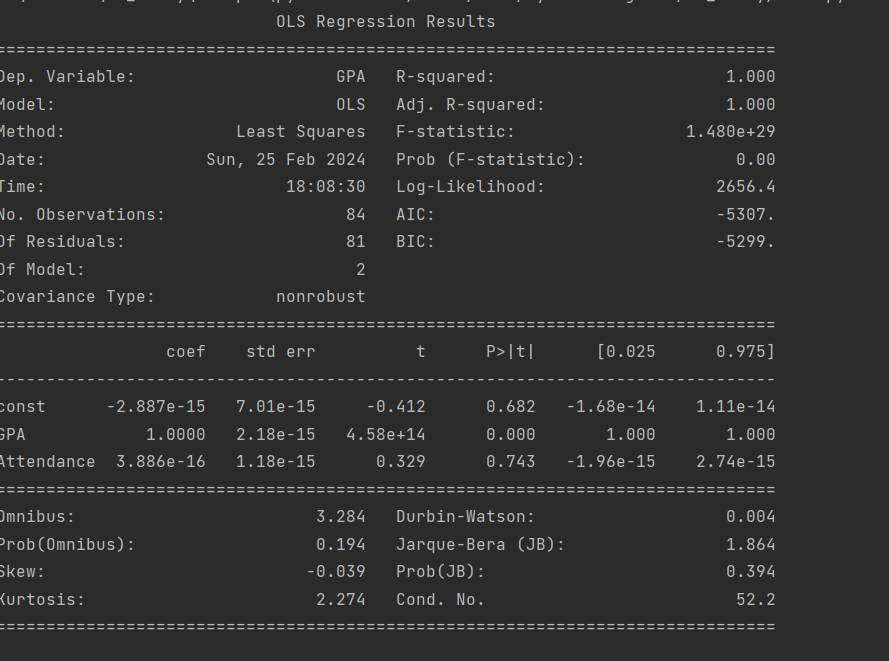 OLS Regression Results
==============================================================================
Dep. Variable: GPA R-squared: 1.000
Model: OLS Adj. R-squared: 1.000
Method: Least Squares F-statistic: 1.480e+29
Date: Sun, 25 Feb 2024 Prob (F-statistic): 0.00
Time: 18:08:30 Log-Likelihood: 2656.4
No. Observations: 84 AIC: -5307.
Df Residuals: 81 BIC: -5299.
Df Model: 2
Covariance Type: nonrobust
==============================================================================
coef std err t P>|t| [0.025 0.975]
------------------------------------------------------------------------------
const -2.887e-15 7.01e-15 -0.412 0.682 -1.68e-14 1.11e-14
GPA 1.0000 2.18e-15 4.58e+14 0.000 1.000 1.000
Attendance 3.886e-16 1.18e-15 0.329 0.743 -1.96e-15 2.74e-15
==============================================================================
Omnibus: 3.284 Durbin-Watson: 0.004
Prob(Omnibus): 0.194 Jarque-Bera (JB): 1.864
Skew: -0.039 Prob(JB): 0.394
Kurtosis: 2.274 Cond. No. 52.2
==============================================================================